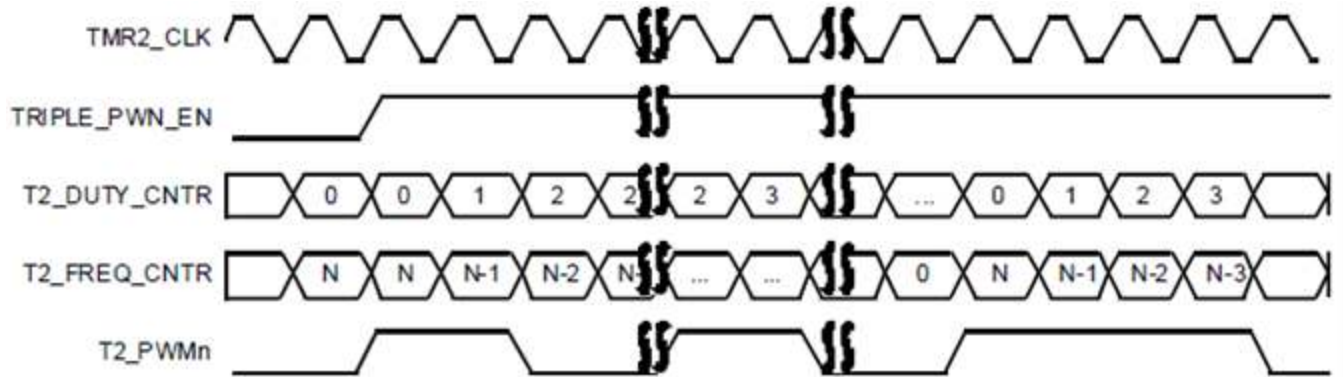 TMR2_CLK
TRIPLE_PWN_EN
T2_DUTY_CNTR 0 0 1 2 2 2 3 ... 0 1 2 3
T2_FREQ_CNTR N N N-1 N-2 N- ... ... 0 N N-1 N-2 N-3
T2_PWMn